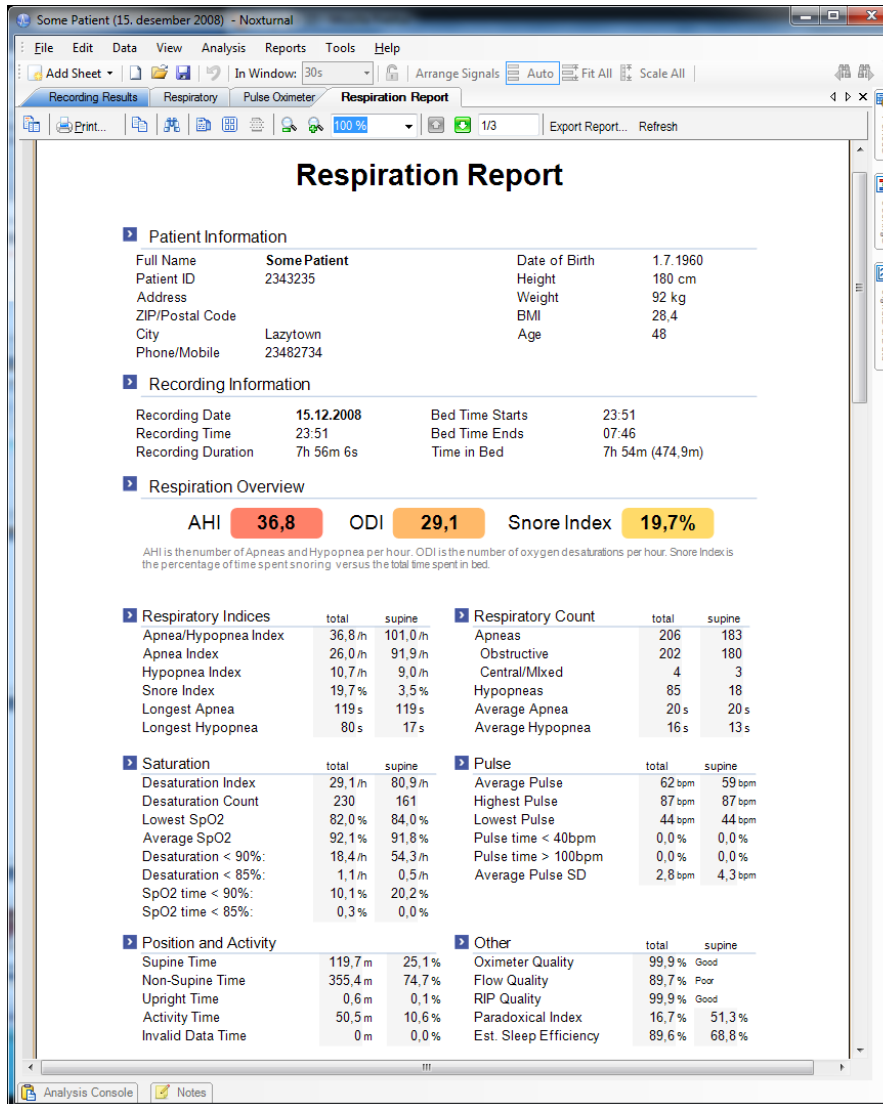 Some Patient (15. desember 2008) - Noxturnal
File Edit Data View Analysis Reports Tools Help
Add Sheet In Window: 30s Arrange Signals Auto Fit All Scale All
Recording Results Respiratory Pulse Oximeter Respiration Report
Print... 100 % 1/3 Export Report... Refresh
Respiration Report
Patient Information
Full Name Some Patient Date of Birth 1.7.1960
Patient ID 2343235 Height 180 cm
Address Weight 92 kg
ZIP/Postal Code BMI 28,4
City Lazytown Age 48
Phone/Mobile 23482734
Recording Information
Recording Date 15.12.2008 Bed Time Starts 23:51
Recording Time 23:51 Bed Time Ends 07:46
Recording Duration 7h 56m 6s Time in Bed 7h 54m (474,9m)
Respiration Overview
AHI 36,8 ODI 29,1 Snore Index 19,7%
AHI is the number of Apneas and Hypopnea per hour. ODI is the number of oxygen desaturations per hour. Snore Index is
the percentage of time spent snoring versus the total time spent in bed.
Respiratory Indices total supine
Apnea/Hypopnea Index 36,8 /h 101,0 /h
Apnea Index 26,0 /h 91,9 /h
Hypopnea Index 10,7 /h 9,0 /h
Snore Index 19,7 % 3,5 %
Longest Apnea 119 s 119 s
Longest Hypopnea 80 s 17 s
Respiratory Count total supine
Apneas 206 183
Obstructive 202 180
Central/MIxed 4 3
Hypopneas 85 18
Average Apnea 20 s 20 s
Average Hypopnea 16 s 13 s
Saturation total supine
Desaturation Index 29,1 /h 80,9 /h
Desaturation Count 230 161
Lowest SpO2 82,0 % 84,0 %
Average SpO2 92,1 % 91,8 %
Desaturation < 90%: 18,4 /h 54,3 /h
Desaturation < 85%: 1,1 /h 0,5 /h
SpO2 time < 90%: 10,1 % 20,2 %
SpO2 time < 85%: 0,3 % 0,0 %
Pulse total supine
Average Pulse 62 bpm 59 bpm
Highest Pulse 87 bpm 87 bpm
Lowest Pulse 44 bpm 44 bpm
Pulse time < 40bpm 0,0 % 0,0 %
Pulse time > 100bpm 0,0 % 0,0 %
Average Pulse SD 2,8 bpm 4,3 bpm
Position and Activity
Supine Time 119,7 m 25,1 %
Non-Supine Time 355,4 m 74,7 %
Upright Time 0,6 m 0,1 %
Activity Time 50,5 m 10,6 %
Invalid Data Time 0 m 0,0 %
Other total supine
Oximeter Quality 99,9 % Good
Flow Quality 89,7 % Poor
RIP Quality 99,9 % Good
Paradoxical Index 16,7 % 51,3 %
Est. Sleep Efficiency 89,6 % 68,8 %
Analysis Console Notes